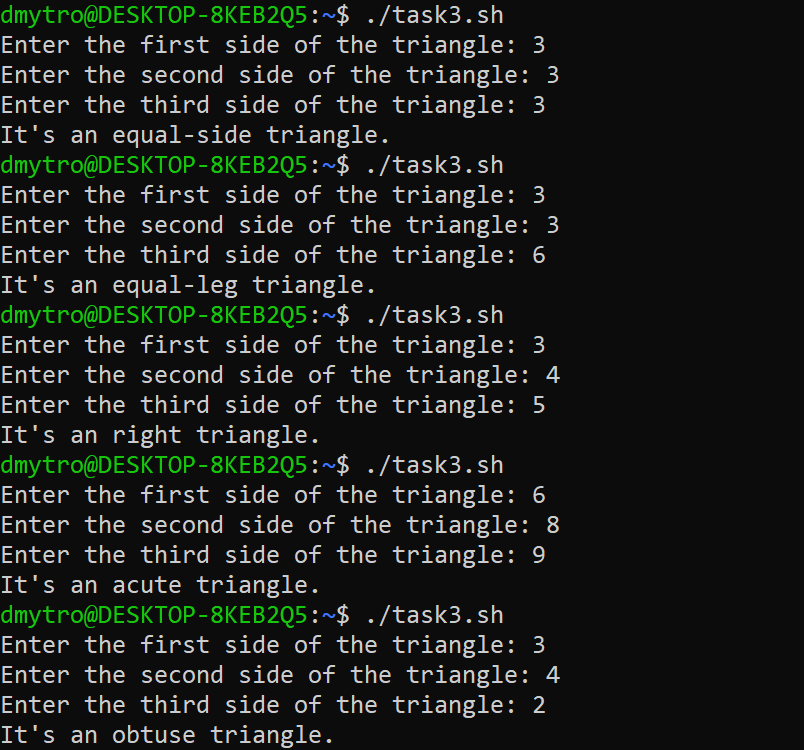 dmytro@DESKTOP-8KEB2Q5:~$ ./task3.sh
Enter the first side of the triangle: 3
Enter the second side of the triangle: 3
Enter the third side of the triangle: 3
It's an equal-side triangle.
dmytro@DESKTOP-8KEB2Q5:~$ ./task3.sh
Enter the first side of the triangle: 3
Enter the second side of the triangle: 3
Enter the third side of the triangle: 6
It's an equal-leg triangle.
dmytro@DESKTOP-8KEB2Q5:~$ ./task3.sh
Enter the first side of the triangle: 3
Enter the second side of the triangle: 4
Enter the third side of the triangle: 5
It's an right triangle.
dmytro@DESKTOP-8KEB2Q5:~$ ./task3.sh
Enter the first side of the triangle: 6
Enter the second side of the triangle: 8
Enter the third side of the triangle: 9
It's an acute triangle.
dmytro@DESKTOP-8KEB2Q5:~$ ./task3.sh
Enter the first side of the triangle: 3
Enter the second side of the triangle: 4
Enter the third side of the triangle: 2
It's an obtuse triangle.